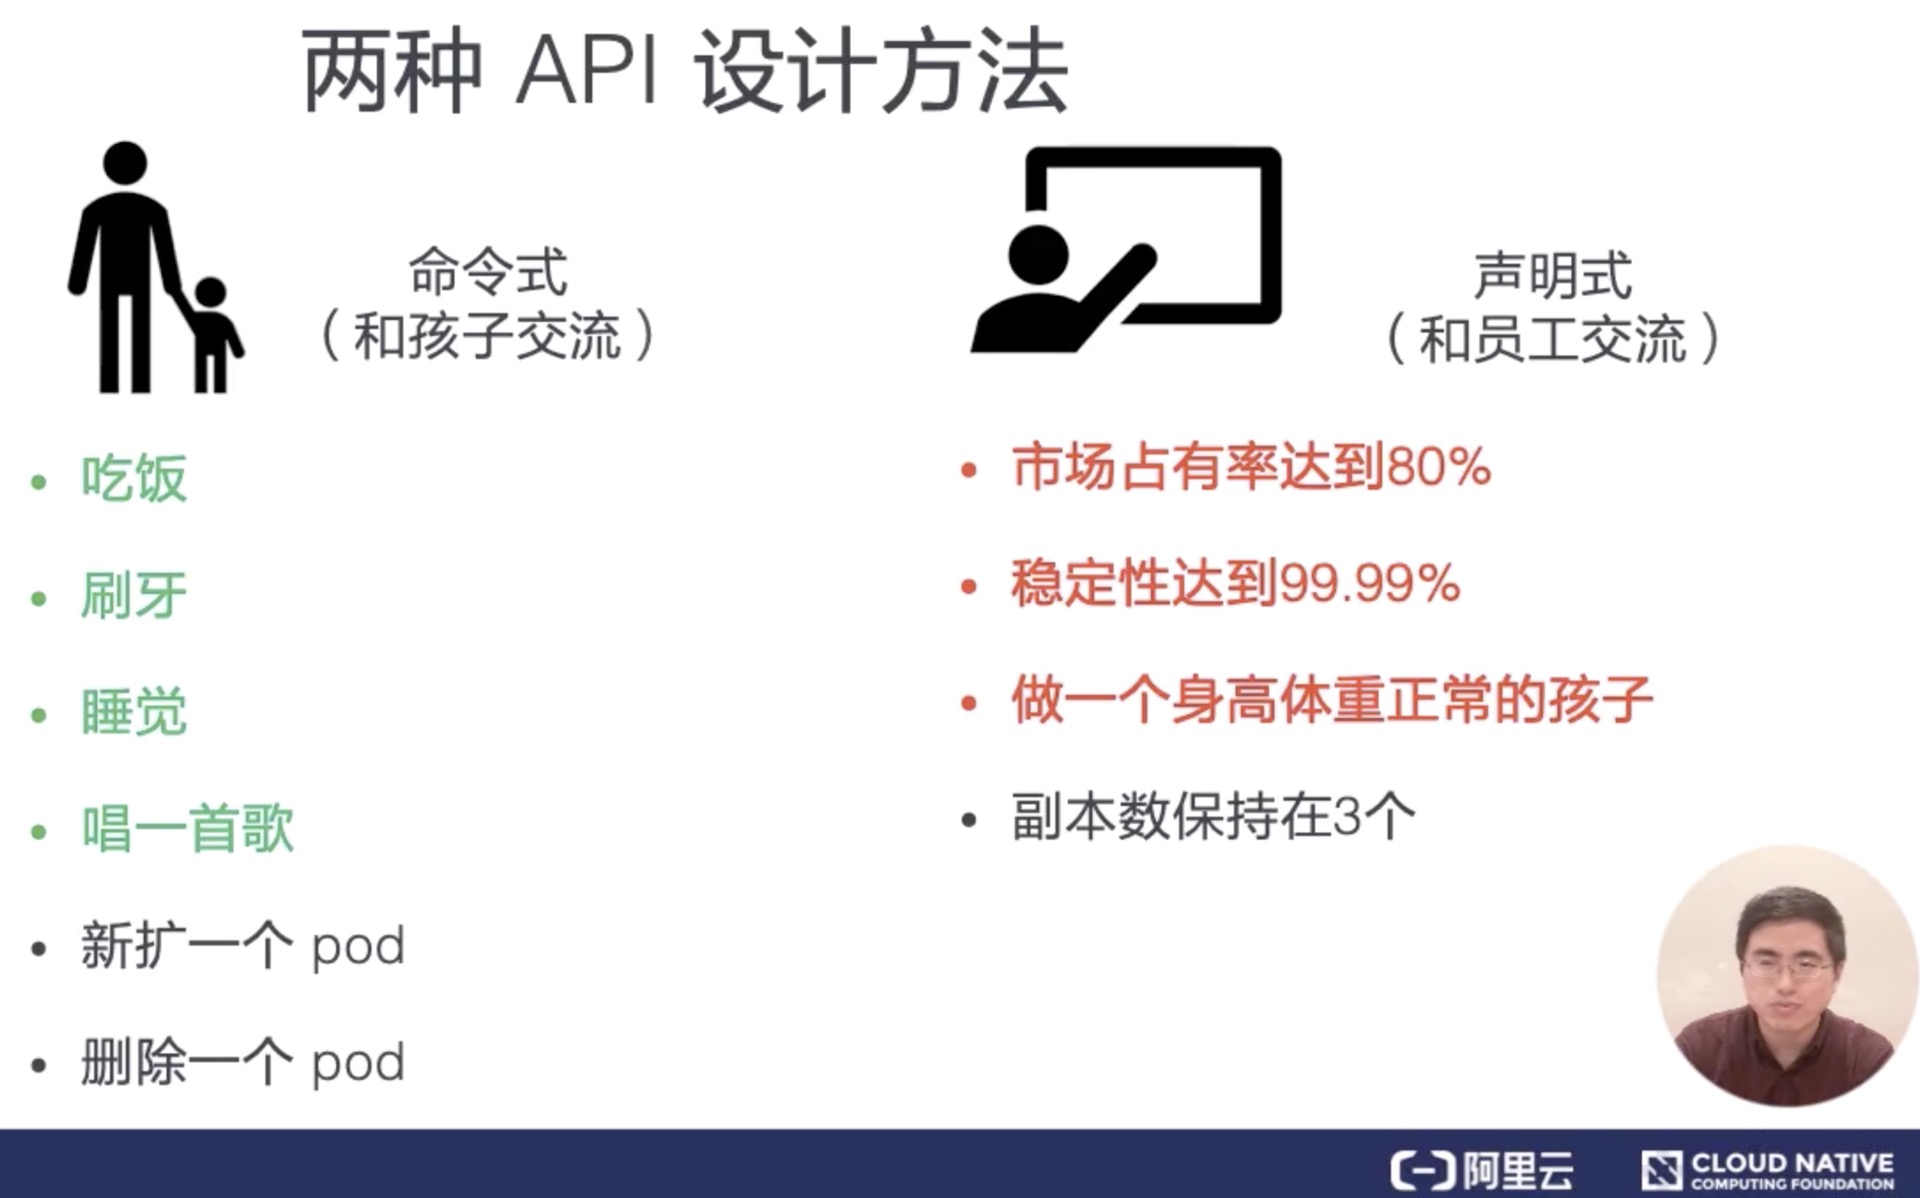 两种 API 设计方法
命令式
（和孩子交流）
吃饭
刷牙
睡觉
唱一首歌
新扩一个 pod
删除一个 pod
声明式
（和员工交流）
市场占有率达到80%
稳定性达到99.99%
做一个身高体重正常的孩子
副本数保持在3个
阿里云
CLOUD NATIVE
COMPUTING FOUNDATION